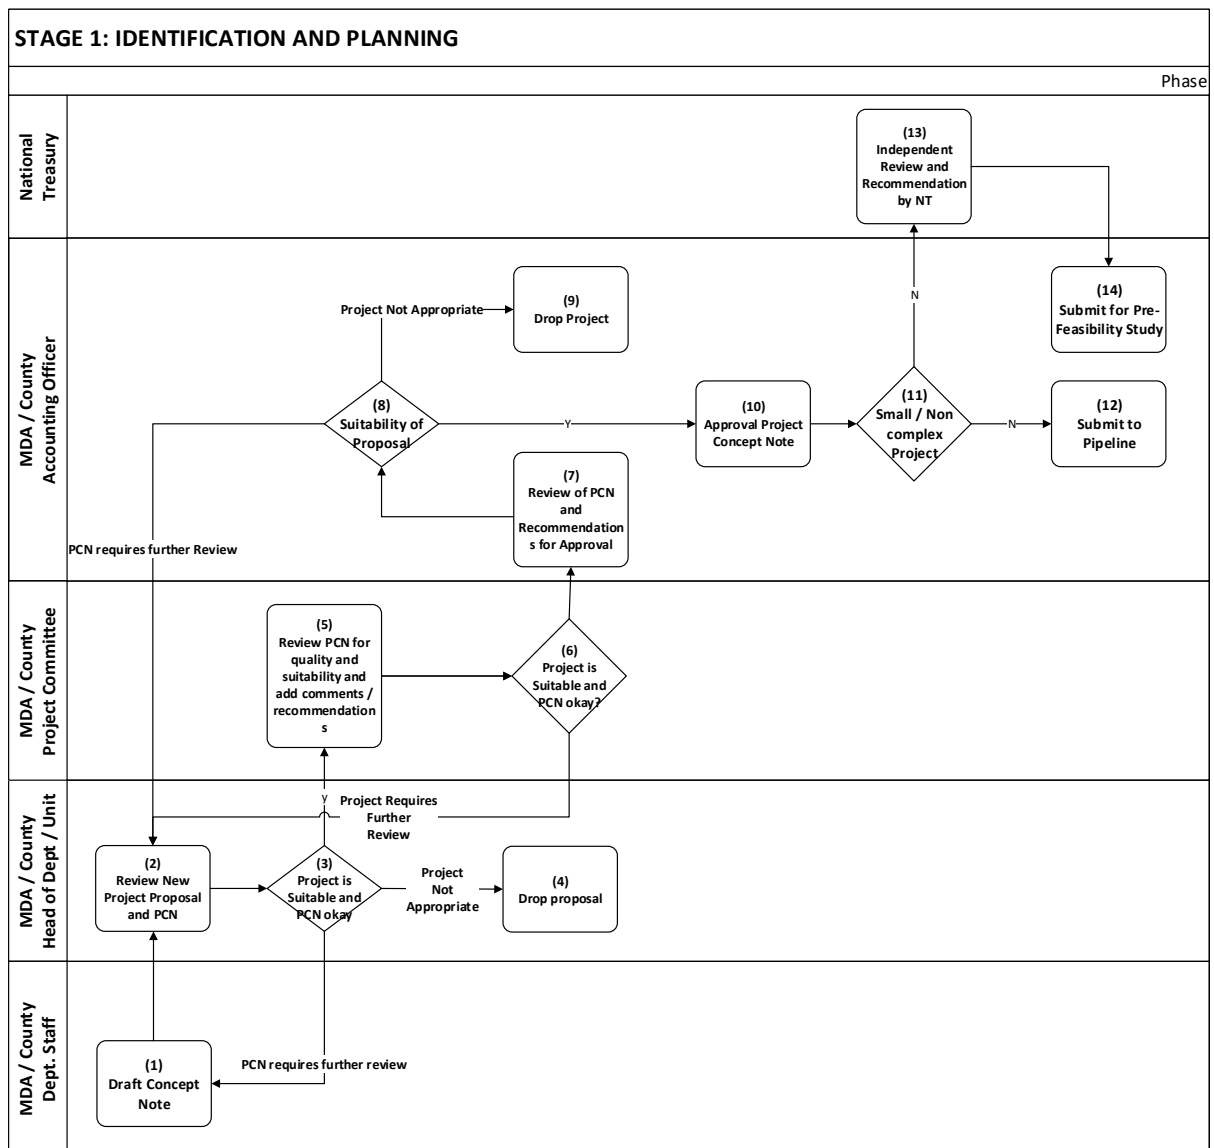 STAGE 1: IDENTIFICATION AND PLANNING
Phase
National
Treasury
(13)
Independent
Review and
Recommendation
by NT
N
MDA / County
Accounting Officer
Project Not Appropriate
(9)
Drop Project
(14)
Submit for Pre-
Feasibility Study
(8)
Suitability of
Proposal
Y
(10)
Approval Project
Concept Note
(11)
Small / Non
complex
Project
N
(12)
Submit to
Pipeline
(7)
Review of PCN
and
Recommendation
s for Approval
PCN requires further Review
MDA / County
Project Committee
(5)
Review PCN for
quality and
suitability and
add comments /
recommendation
s
(6)
Project is
Suitable and
PCN okay?
MDA / County
Head of Dept / Unit
y
Project Requires
Further
Review
(2)
Review New
Project Proposal
and PCN
(3)
Project is
Suitable and
PCN okay
Project
Not
Appropriate
(4)
Drop proposal
MDA / County
Dept. Staff
(1)
Draft Concept
Note
PCN requires further review